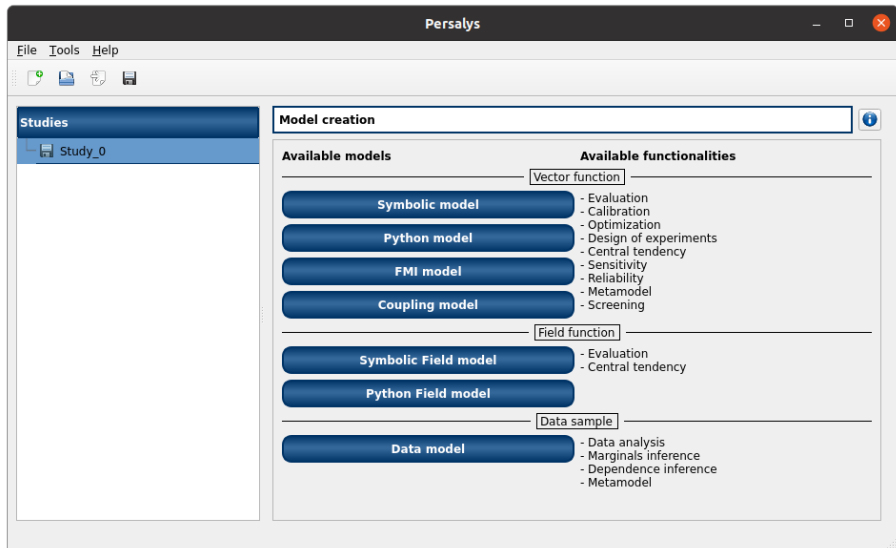 Persalys
File Tools Help
Studies
Study_0
Model creation
Available models Available functionalities
Vector function
Symbolic model
Python model
FMI model
Coupling model
- Evaluation
- Calibration
- Optimization
- Design of experiments
- Central tendency
- Sensitivity
- Reliability
- Metamodel
- Screening
Field function
Symbolic Field model
Python Field model
- Evaluation
- Central tendency
Data sample
Data model
- Data analysis
- Marginals inference
- Dependence inference
- Metamodel